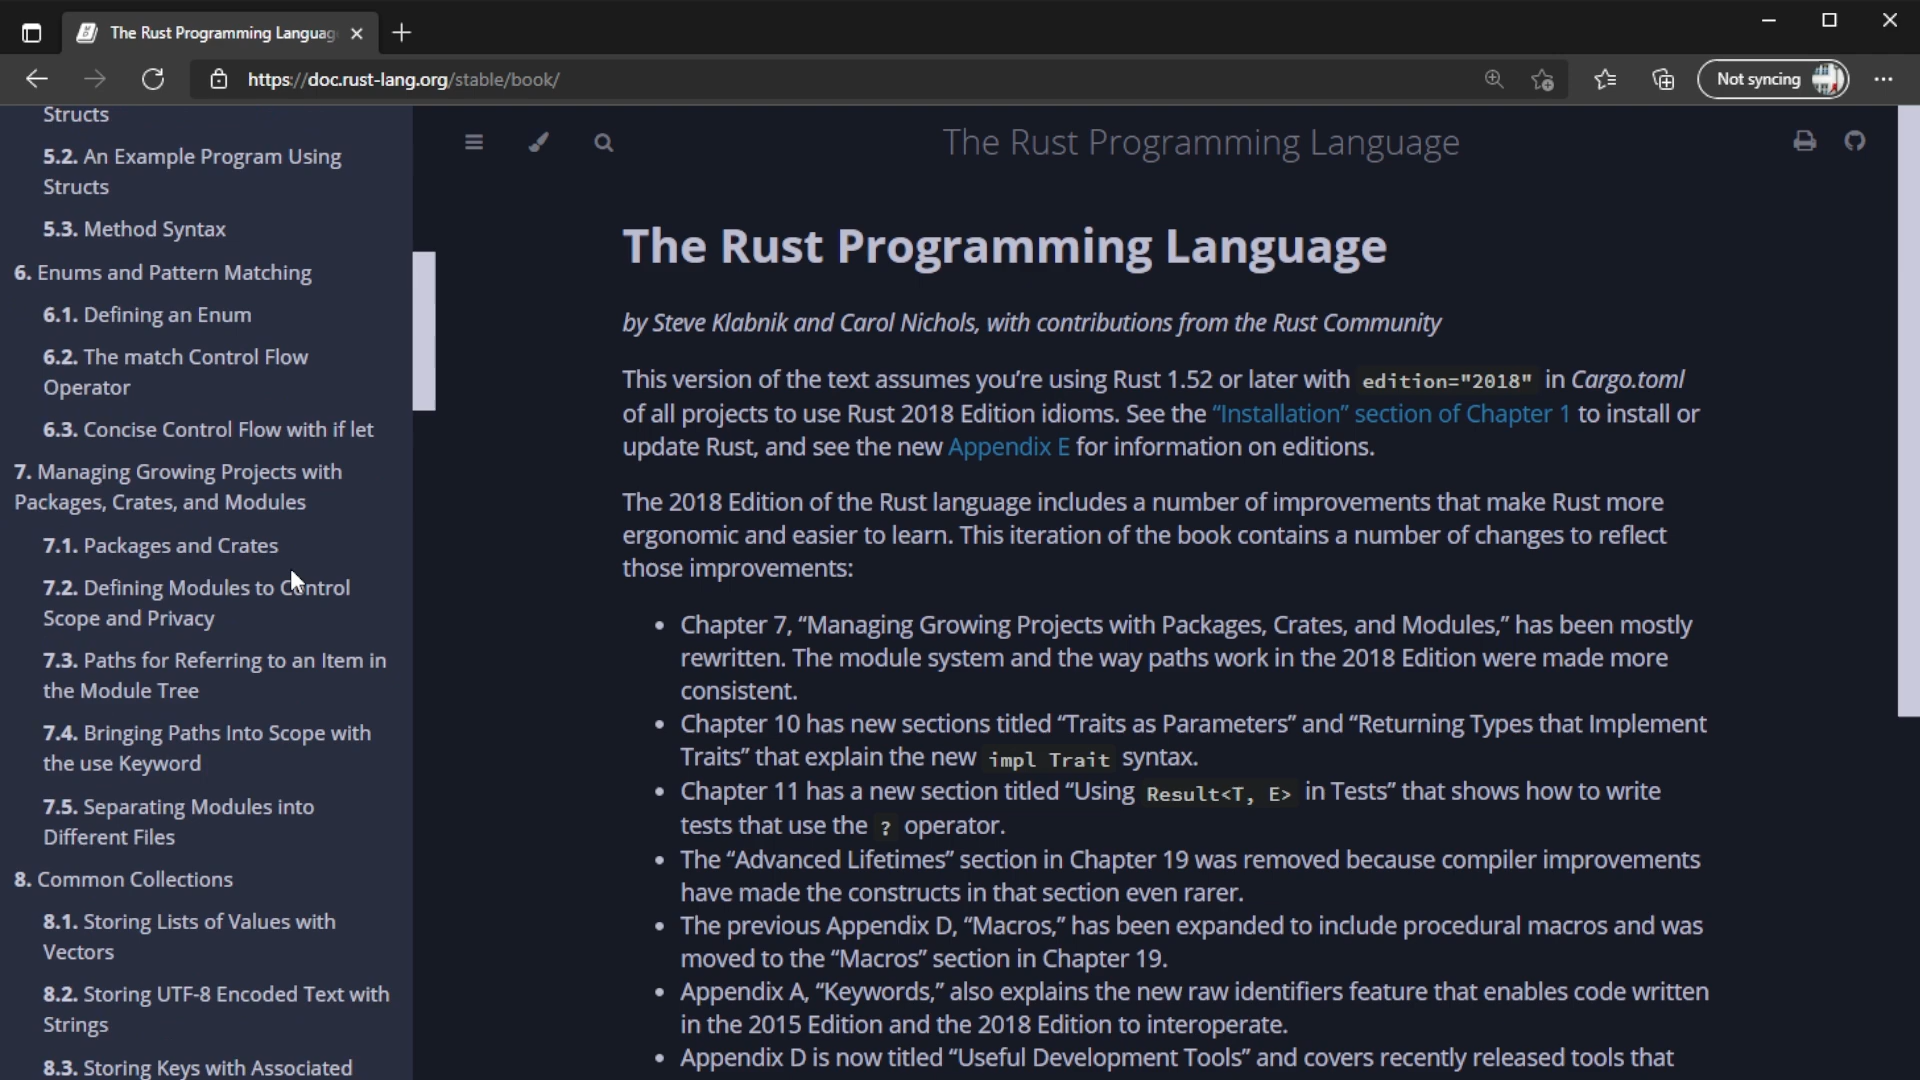 The Rust Programming Languag
https://doc.rust-lang.org/stable/book/
Not syncing
Structs
5.2. An Example Program Using
Structs
5.3. Method Syntax
6. Enums and Pattern Matching
6.1. Defining an Enum
6.2. The match Control Flow
Operator
6.3. Concise Control Flow with if let
7. Managing Growing Projects with
Packages, Crates, and Modules
7.1. Packages and Crates
7.2. Defining Modules to Control
Scope and Privacy
7.3. Paths for Referring to an Item in
the Module Tree
7.4. Bringing Paths Into Scope with
the use Keyword
7.5. Separating Modules into
Different Files
8. Common Collections
8.1. Storing Lists of Values with
Vectors
8.2. Storing UTF-8 Encoded Text with
Strings
8.3. Storing Keys with Associated
The Rust Programming Language
The Rust Programming Language
by Steve Klabnik and Carol Nichols, with contributions from the Rust Community
This version of the text assumes you’re using Rust 1.52 or later with edition="2018" in Cargo.toml
of all projects to use Rust 2018 Edition idioms. See the “Installation” section of Chapter 1 to install or
update Rust, and see the new Appendix E for information on editions.
The 2018 Edition of the Rust language includes a number of improvements that make Rust more
ergonomic and easier to learn. This iteration of the book contains a number of changes to reflect
those improvements:
• Chapter 7, “Managing Growing Projects with Packages, Crates, and Modules,” has been mostly
rewritten. The module system and the way paths work in the 2018 Edition were made more
consistent.
• Chapter 10 has new sections titled “Traits as Parameters” and “Returning Types that Implement
Traits” that explain the new impl Trait syntax.
• Chapter 11 has a new section titled “Using Result<T, E> in Tests” that shows how to write
tests that use the ? operator.
• The “Advanced Lifetimes” section in Chapter 19 was removed because compiler improvements
have made the constructs in that section even rarer.
• The previous Appendix D, “Macros,” has been expanded to include procedural macros and was
moved to the “Macros” section in Chapter 19.
• Appendix A, “Keywords,” also explains the new raw identifiers feature that enables code written
in the 2015 Edition and the 2018 Edition to interoperate.
• Appendix D is now titled “Useful Development Tools” and covers recently released tools that